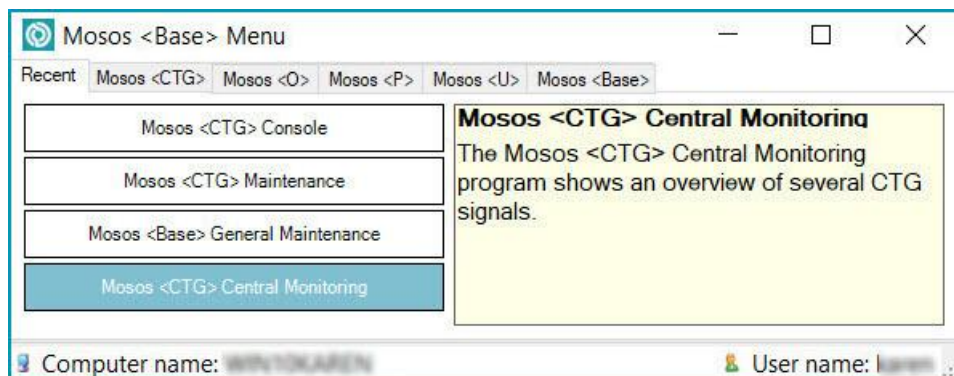 Mosos <Base> Menu
Recent Mosos <CTG> Mosos <O> Mosos <P> Mosos <U> Mosos <Base>
Mosos <CTG> Console
Mosos <CTG> Maintenance
Mosos <Base> General Maintenance
Mosos <CTG> Central Monitoring
Mosos <CTG> Central Monitoring
The Mosos <CTG> Central Monitoring
program shows an overview of several CTG
signals.
Computer name:
User name: